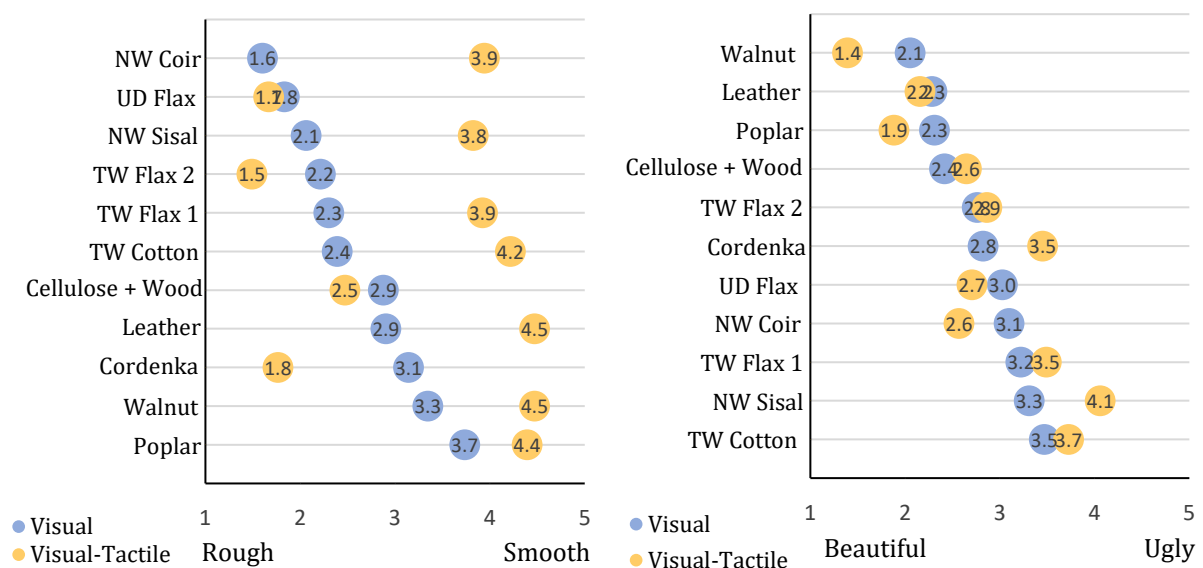 NW Coir 1.6 3.9
UD Flax 1.7 1.8
NW Sisal 2.1 3.8
TW Flax 2 1.5 2.2
TW Flax 1 2.3 3.9
TW Cotton 2.4 4.2
Cellulose + Wood 2.5 2.9
Leather 2.9 4.5
Cordenka 1.8 3.1
Walnut 3.3 4.5
Poplar 3.7 4.4
1 2 3 4 5
Visual
Visual-Tactile Rough Smooth
Walnut 1.4 2.1
Leather 2.2 2.3
Poplar 1.9 2.3
Cellulose + Wood 2.4 2.6
TW Flax 2 2.8 2.9
Cordenka 2.8 3.5
UD Flax 2.7 3.0
NW Coir 2.6 3.1
TW Flax 1 3.2 3.5
NW Sisal 3.3 4.1
TW Cotton 3.5 3.7
1 2 3 4 5
Visual Beautiful Ugly
Visual-Tactile